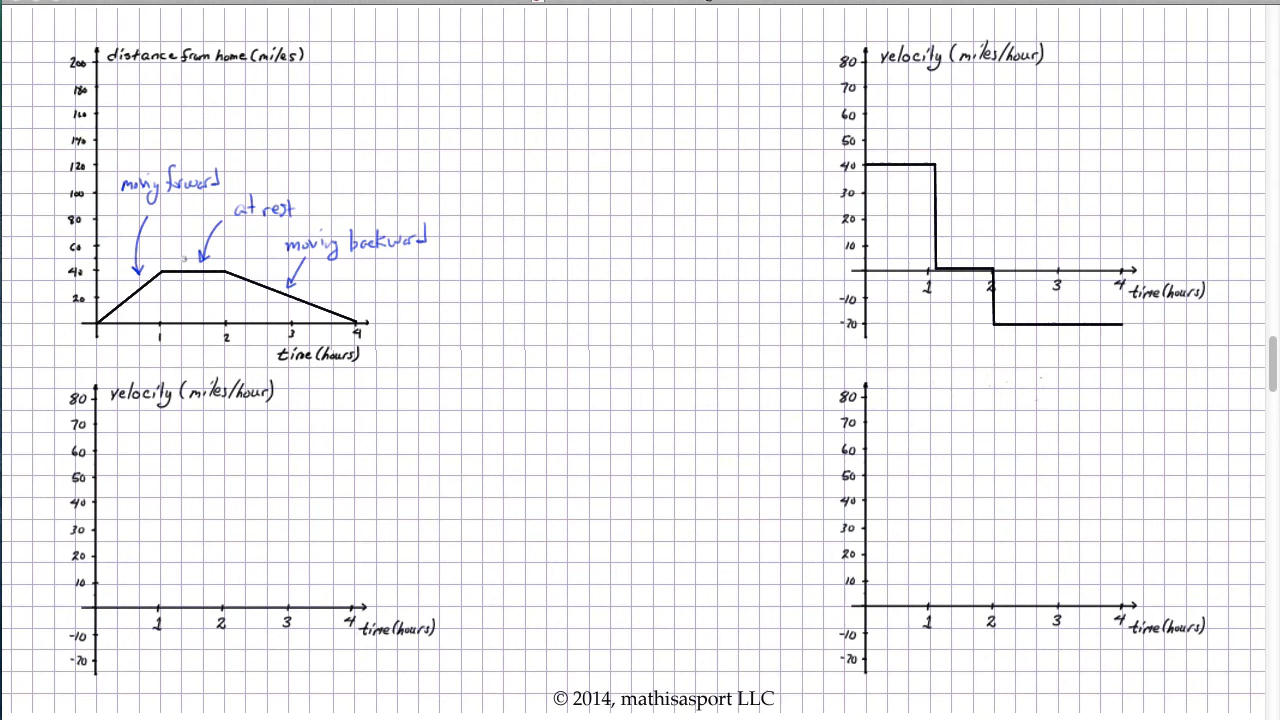 distance from home (miles)
200
180
160
140
120
100
80
60
40
20
moving forward
at rest
moving backward
1 2 3 4
time (hours)
velocity (miles/hour)
80
70
60
50
40
30
20
10
-10
-20
1 2 3 4
time (hours)
velocity (miles/hour)
80
70
60
50
40
30
20
10
-10
-20
1 2 3 4
time (hours)
80
70
60
50
40
30
20
10
-10
-20
1 2 3 4
time (hours)
© 2014, mathisasport LLC